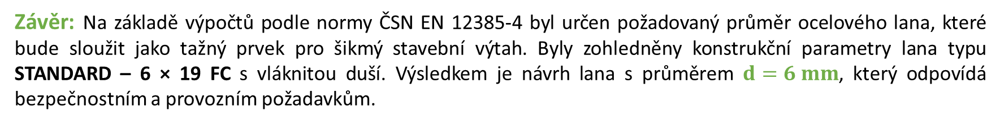 Závěr: Na základě výpočtů podle normy ČSN EN 12385-4 byl určen požadovaný průměr ocelového lana, které
bude sloužit jako tažný prvek pro šikmý stavební výtah. Byly zohledněny konstrukční parametry lana typu
STANDARD – 6 × 19 FC s vláknitou duší. Výsledkem je návrh lana s průměrem d = 6 mm, který odpovídá
bezpečnostním a provozním požadavkům.